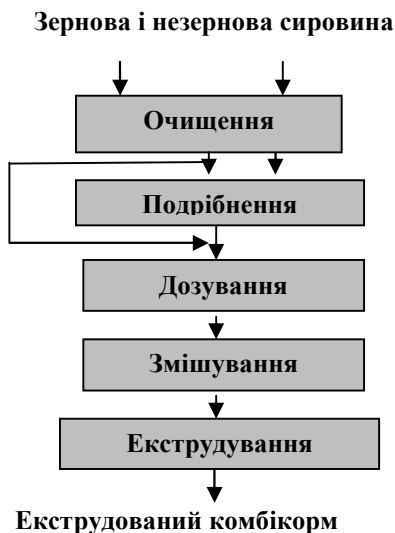 Зернова і незернова сировина
Очищення
Подрібнення
Дозування
Змішування
Екструдування
Екструдований комбікорм